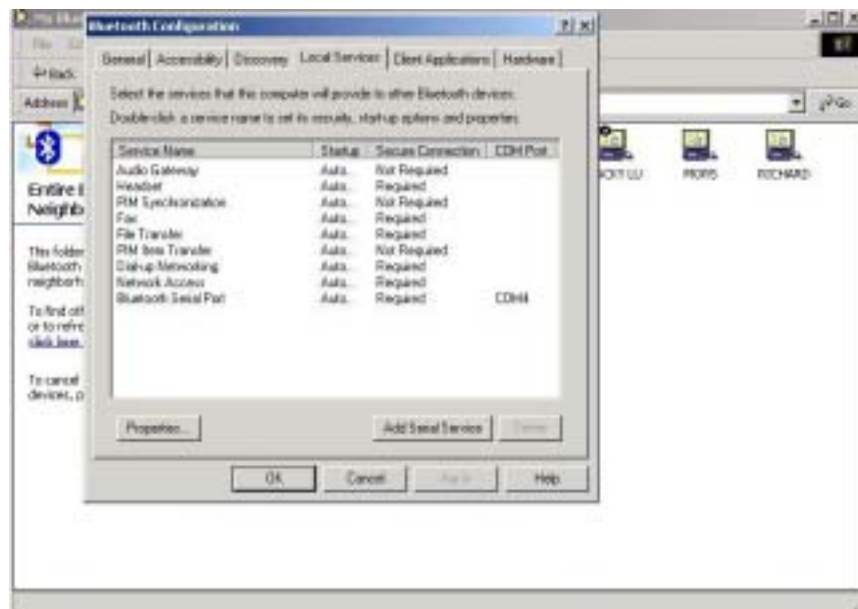 Bluetooth Configuration
Back
Address
General Accessibility Discovery Local Services Client Applications Hardware
Select the services that this computer will provide to other Bluetooth devices.
Double-click a service name to set its security, startup options and properties.
Service Name Startup Secure Connection COM Port
Audio Gateway Auto... Not Required
Headset Auto... Required
PIM Synchronization Auto... Not Required
Fax Auto... Required
File Transfer Auto... Required
PIM Item Transfer Auto... Not Required
Dial-up Networking Auto... Required
Network Access Auto... Required
Bluetooth Serial Port Auto... Required COM4
Properties... Add Serial Service
OK Cancel Help
Go
LU MORIS RICHARD
Entire
Neighb
This folder
Bluetooth
neighborh
To find oth
or to refre
click here.
To cancel
devices, p